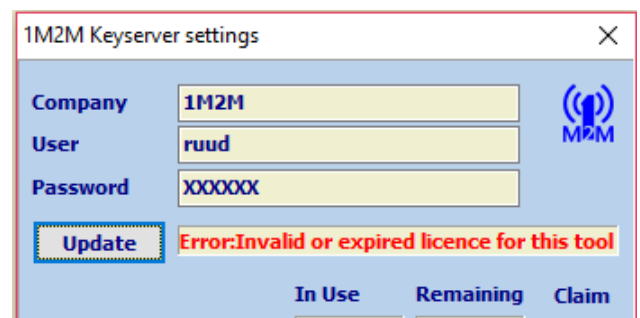 1M2M Keyserver settings
Company 1M2M
M2M
User ruud
Password XXXXXX
Update Error:Invalid or expired licence for this tool
In Use Remaining Claim